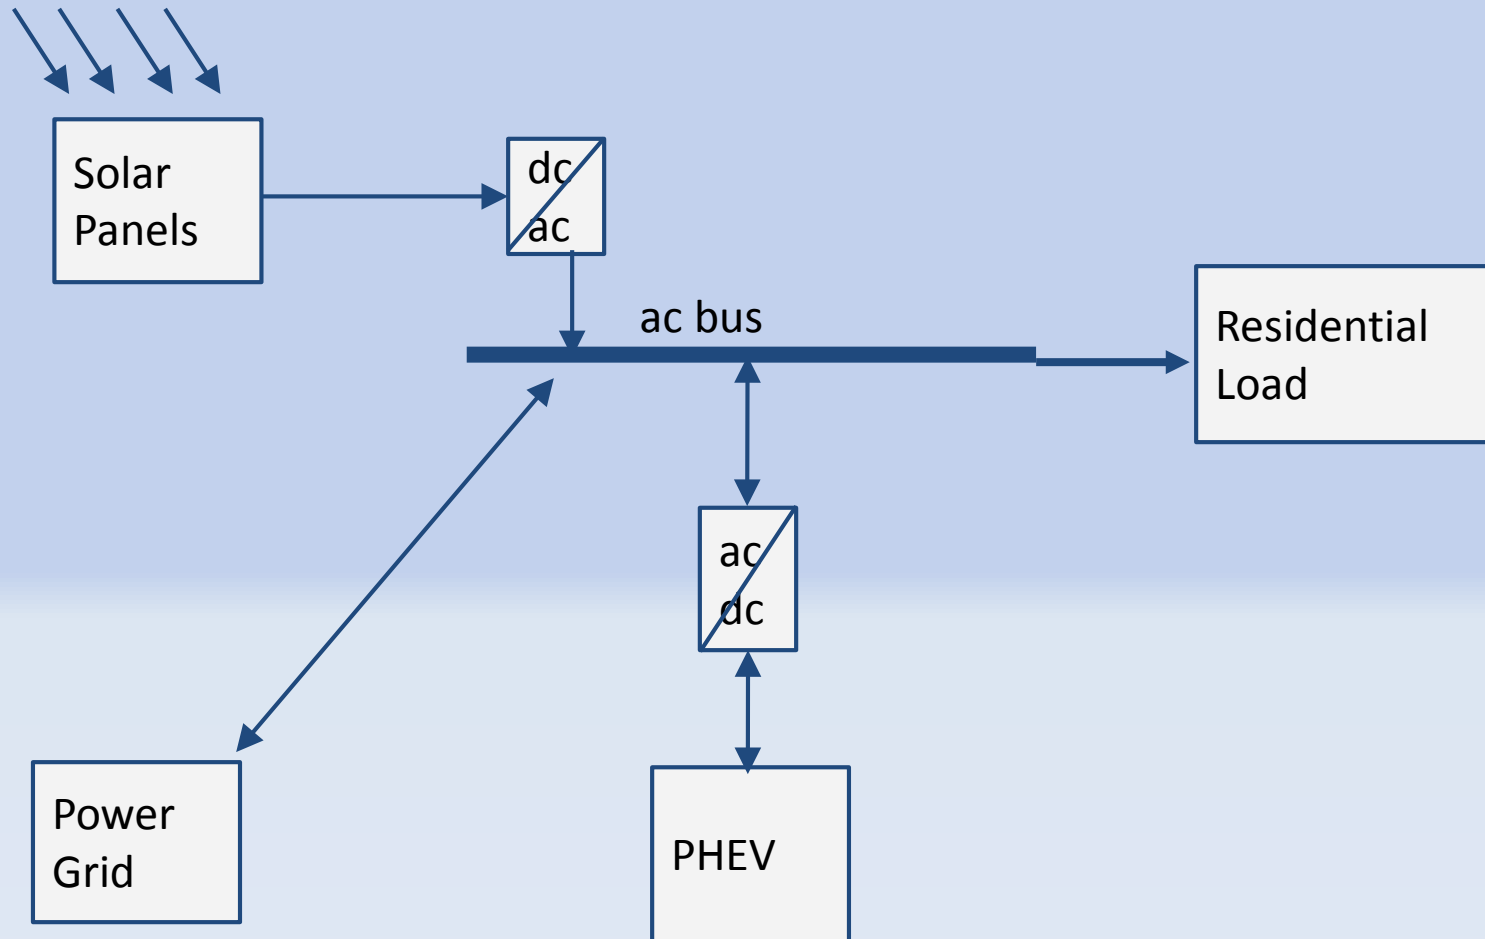 Solar
Panels
dc
ac
ac bus
Residential
Load
ac
dc
Power
Grid
PHEV